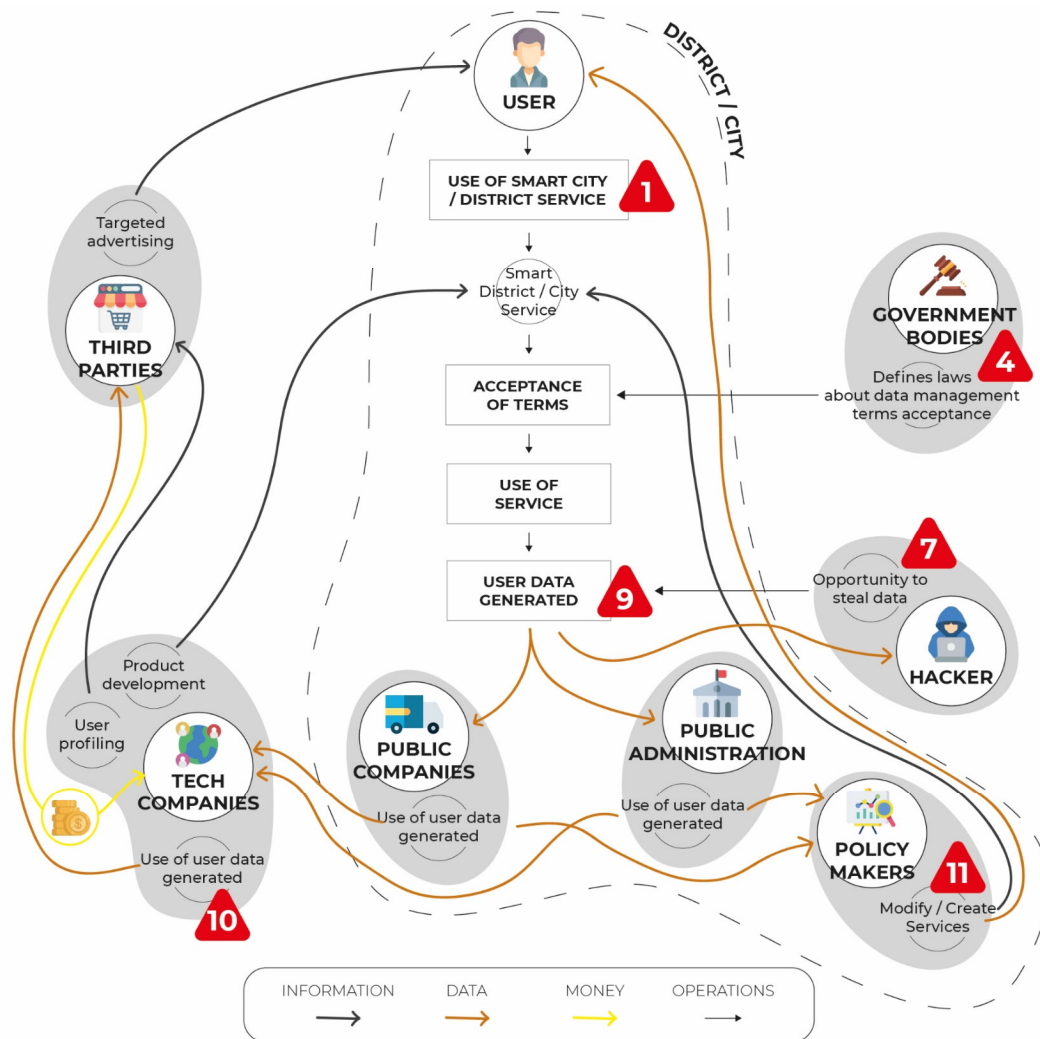 DISTRICT / CITY
USER
USE OF SMART CITY
/ DISTRICT SERVICE
1
Targeted
advertising
THIRD
PARTIES
Smart
District / City
Service
GOVERNMENT
BODIES
4
Defines laws
about data management
terms acceptance
ACCEPTANCE
OF TERMS
USE OF
SERVICE
USER DATA
GENERATED
9
7
Opportunity to
steal data
HACKER
Product
development
User
profiling
TECH
COMPANIES
Use of user data
generated
10
PUBLIC
COMPANIES
Use of user data
generated
PUBLIC
ADMINISTRATION
Use of user data
generated
POLICY
MAKERS
11
Modify / Create
Services
INFORMATION
DATA
MONEY
OPERATIONS